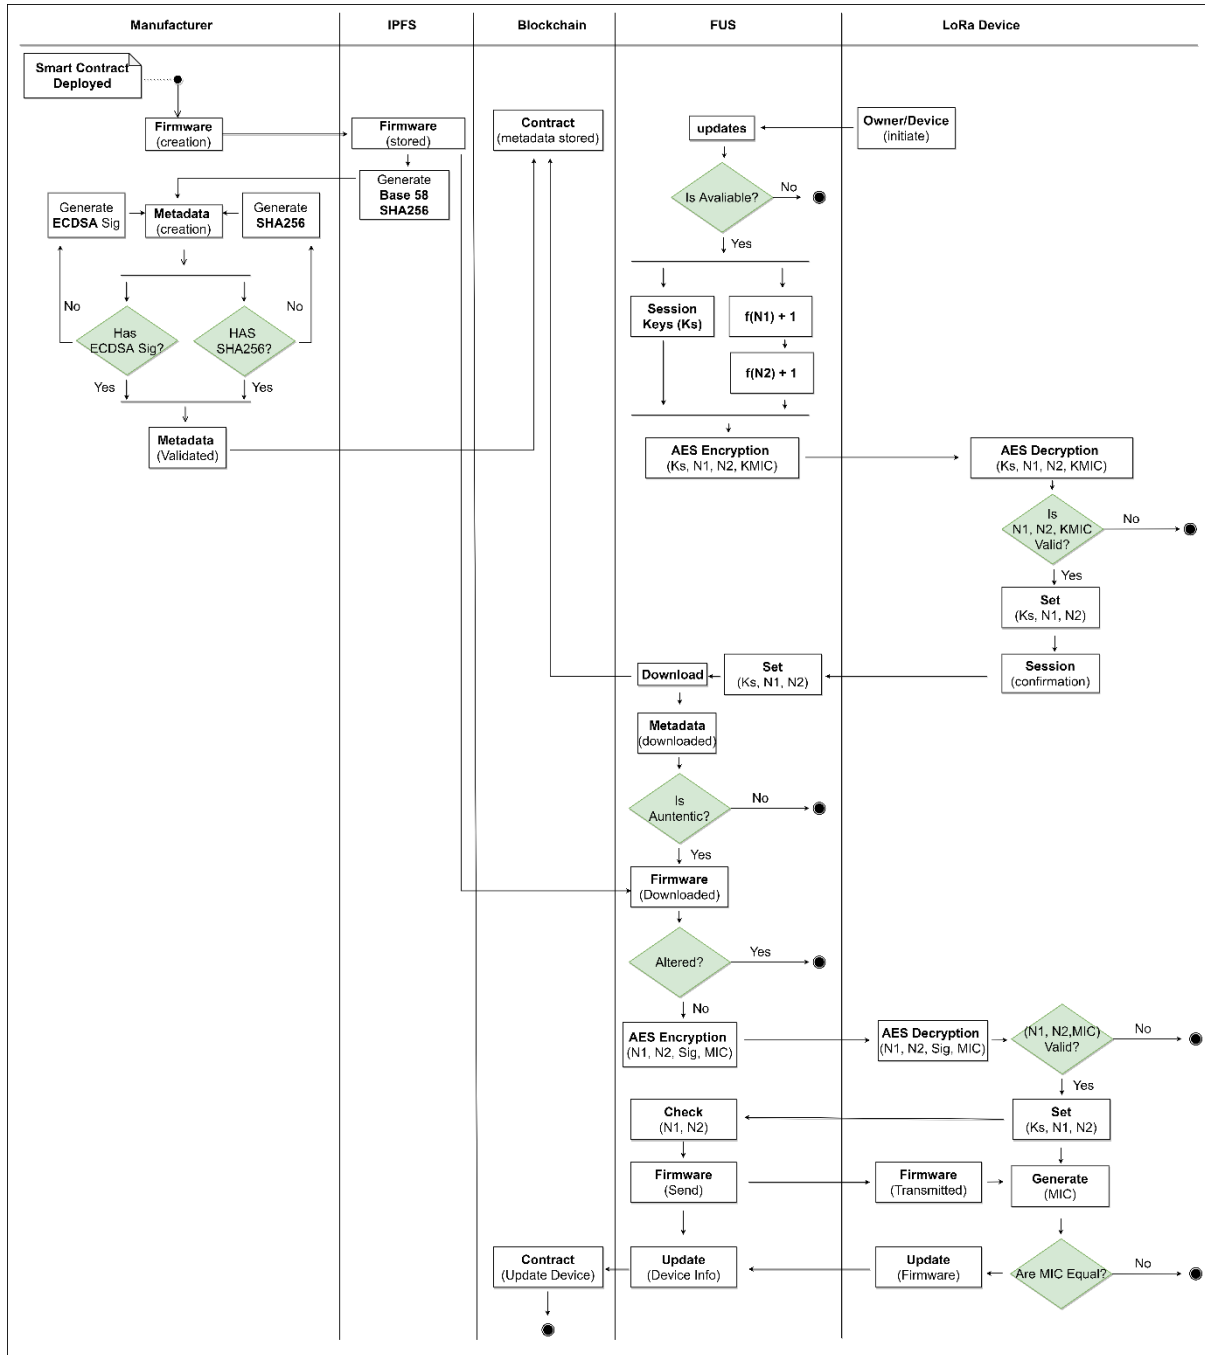 Manufacturer
IPFS
Blockchain
FUS
LoRa Device
Smart Contract
Deployed
Firmware
(creation)
Firmware
(stored)
Contract
(metadata stored)
updates
Owner/Device
(initiate)
Generate
Base 58
SHA256
Is Avaliable?
No
Yes
Generate
ECDSA Sig
Metadata
(creation)
Generate
SHA256
No
No
Has
ECDSA Sig?
HAS
SHA256?
Yes
Yes
Session
Keys (Ks)
f(N1) + 1
f(N2) + 1
Metadata
(Validated)
AES Encryption
(Ks, N1, N2, KMIC)
AES Decryption
(Ks, N1, N2, KMIC)
Is
N1, N2, KMIC
Valid?
No
Yes
Set
(Ks, N1, N2)
Download
Set
(Ks, N1, N2)
Session
(confirmation)
Metadata
(downloaded)
Is
Auntentic?
No
Yes
Firmware
(Downloaded)
Altered?
Yes
No
AES Encryption
(N1, N2, Sig, MIC)
AES Decryption
(N1, N2, Sig, MIC)
(N1, N2,MIC)
Valid?
No
Yes
Check
(N1, N2)
Set
(Ks, N1, N2)
Firmware
(Send)
Firmware
(Transmitted)
Generate
(MIC)
Contract
(Update Device)
Update
(Device Info)
Update
(Firmware)
Are MIC Equal?
No